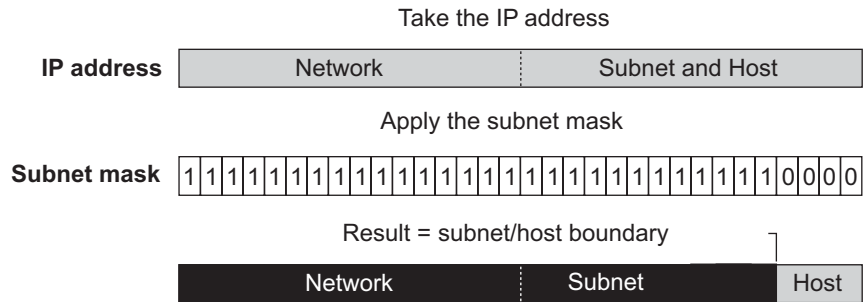 Take the IP address
IP address Network Subnet and Host
Apply the subnet mask
Subnet mask 1 1 1 1 1 1 1 1 1 1 1 1 1 1 1 1 1 1 1 1 1 1 1 1 1 1 1 1 0 0 0 0
Result = subnet/host boundary
Network Subnet Host